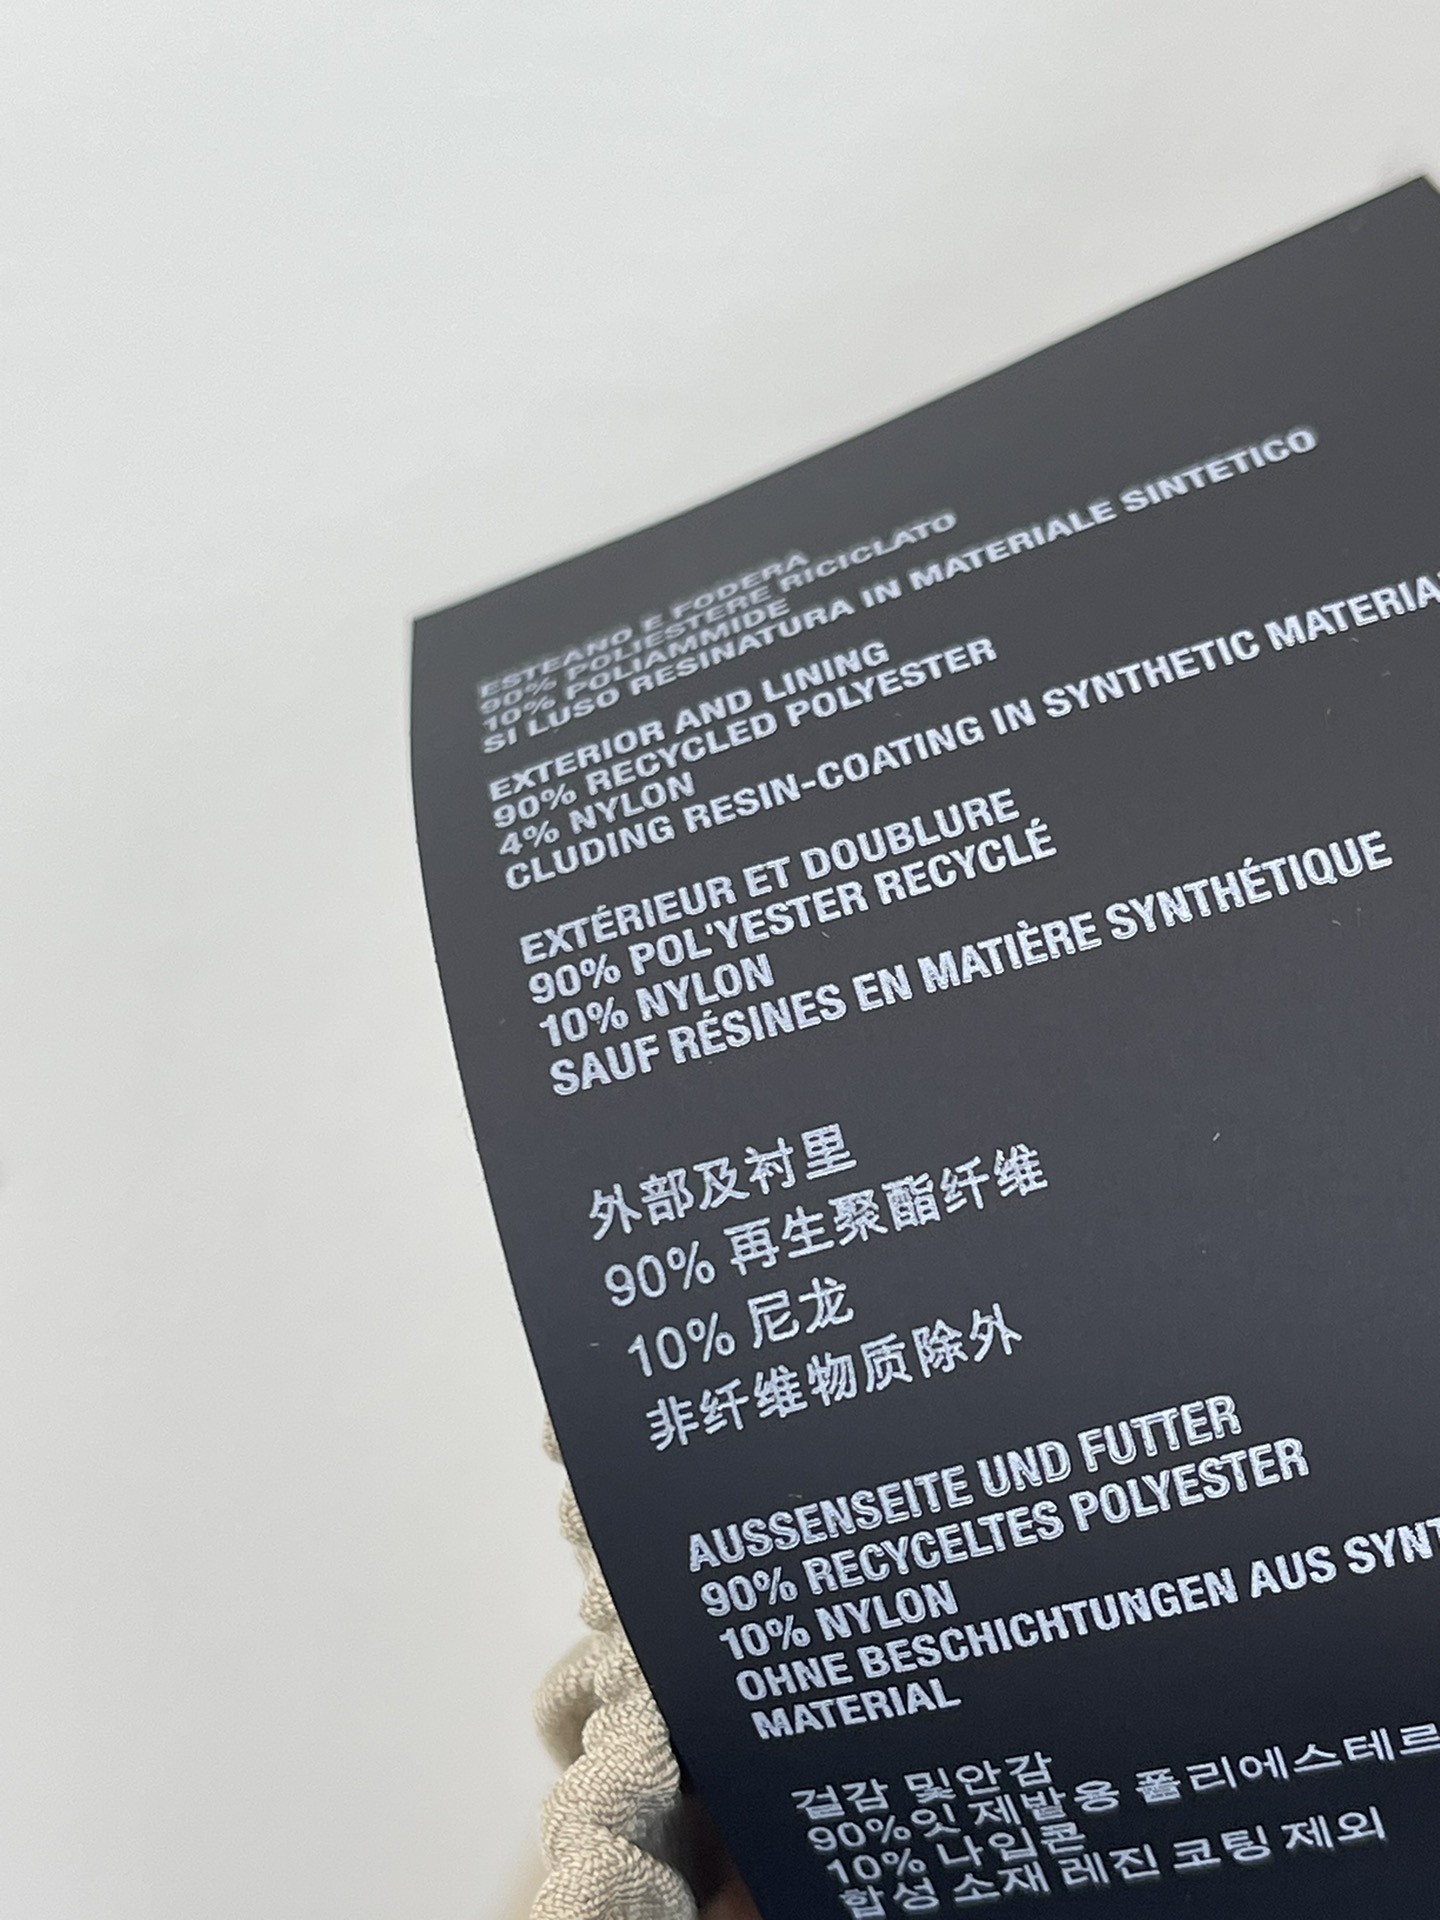 ESTEANO E FODERA
90% POLIESTERE RICICLATO
10% POLIAMMIDE
SI LUSO RESINATURA IN MATERIALE SINTETICO
EXTERIOR AND LINING
90% RECYCLED POLYESTER
4% NYLON
CLUDING RESIN-COATING IN SYNTHETIC MATERIA
EXTÉRIEUR ET DOUBLURE
90% POL'YESTER RECYCLÉ
10% NYLON
SAUF RÉSINES EN MATIÈRE SYNTHÉTIQUE
外部及衬里
90% 再生聚酯纤维
10% 尼龙
非纤维物质除外
AUSSENSEITE UND FUTTER
90% RECYCELTES POLYESTER
10% NYLON
OHNE BESCHICHTUNGEN AUS SYNT
MATERIAL
걸감 및안감
90%잇 제발용 폴리에스테르
10% 나입론
합성 소재 레진 코팅 제외